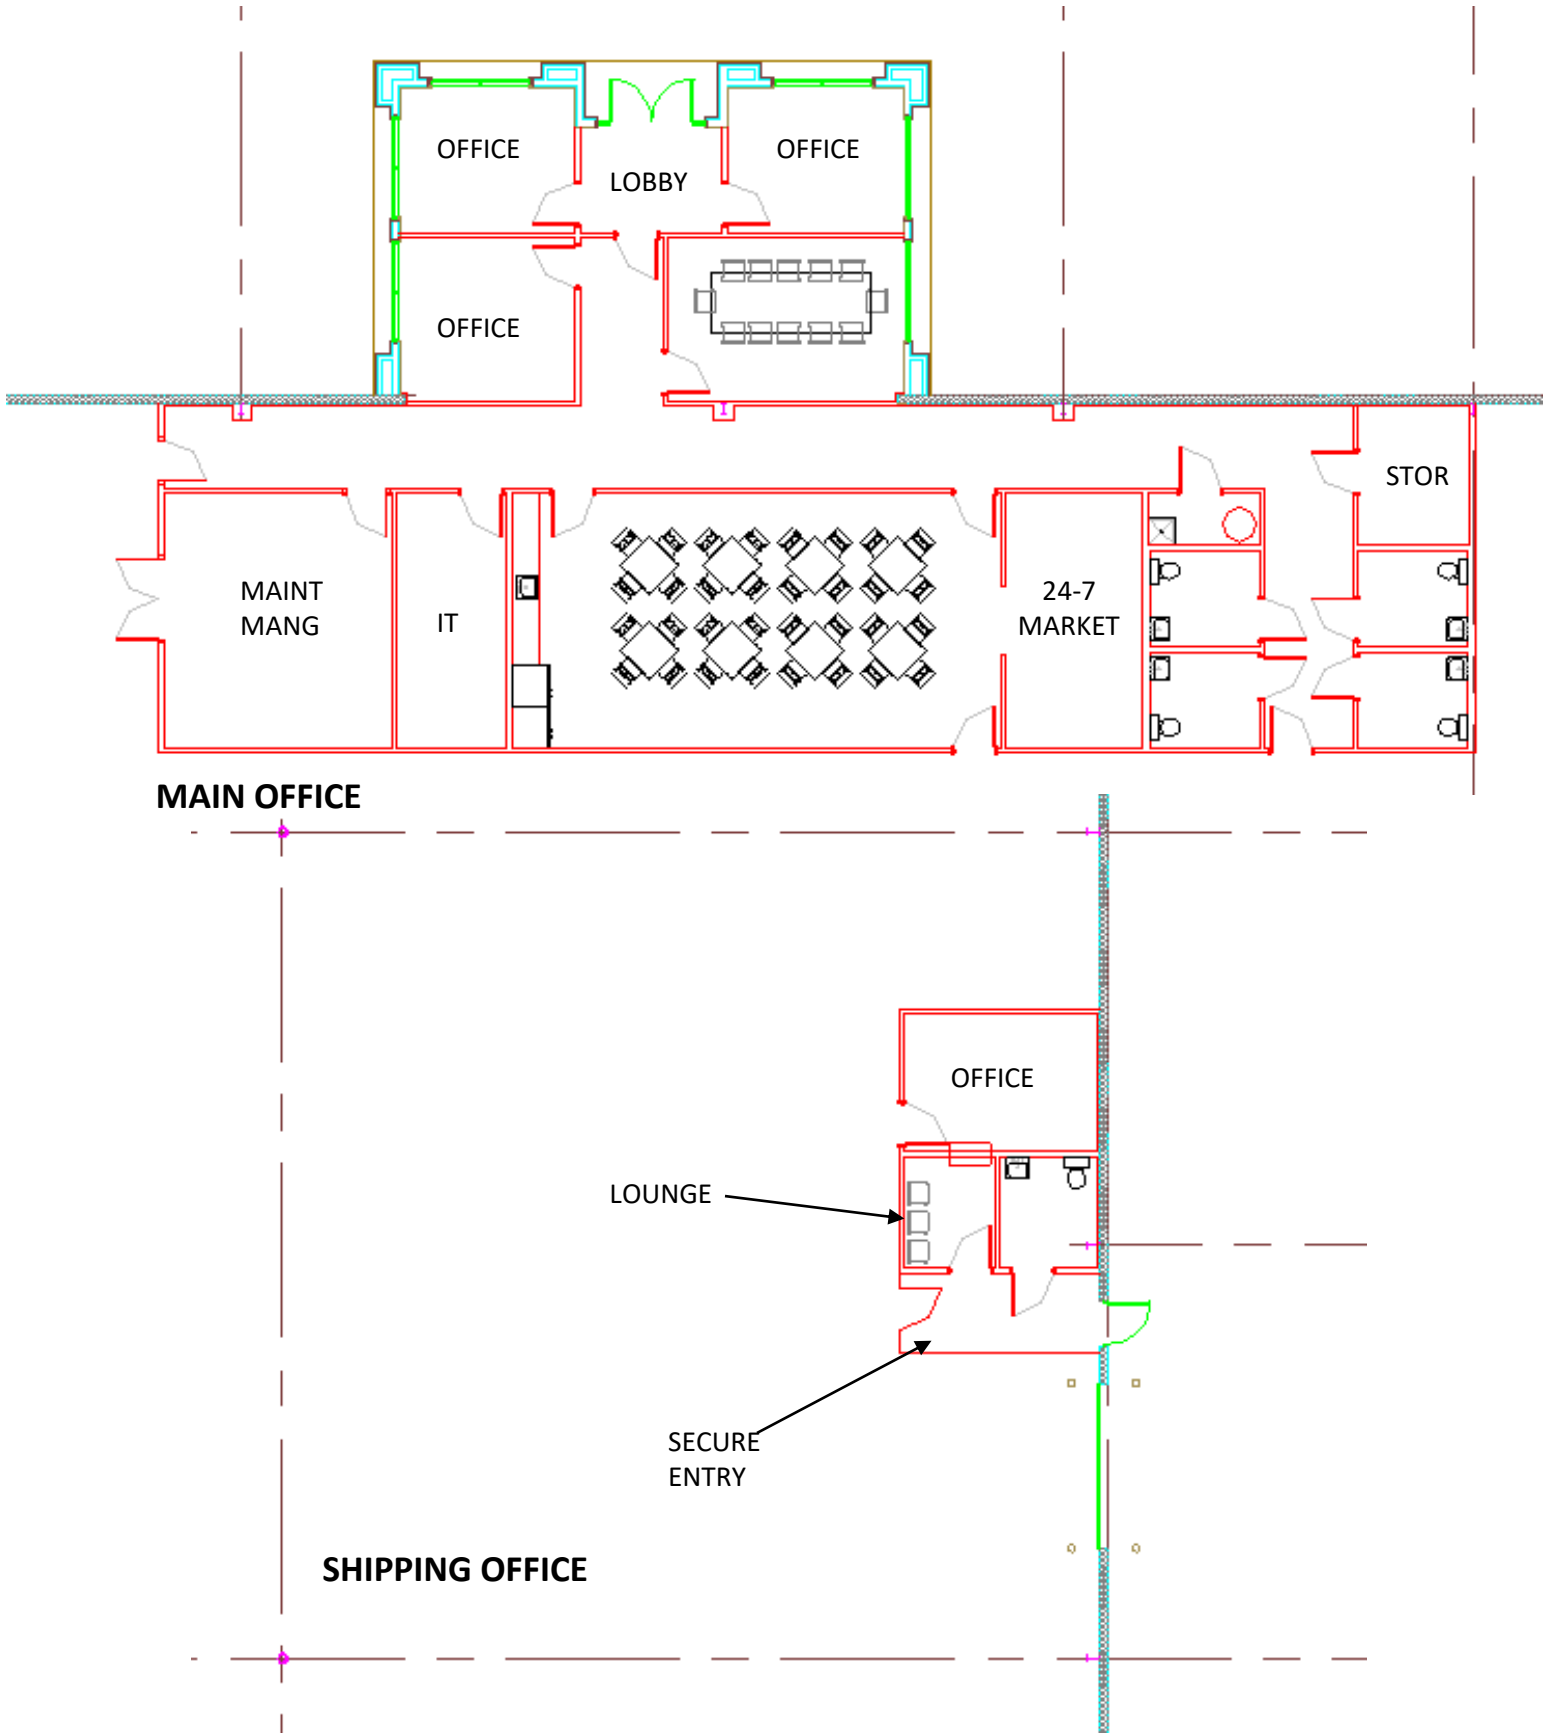 OFFICE
OFFICE
LOBBY
OFFICE
STOR
MAINT
MANG
IT
24-7
MARKET
MAIN OFFICE
OFFICE
LOUNGE
SECURE
ENTRY
SHIPPING OFFICE